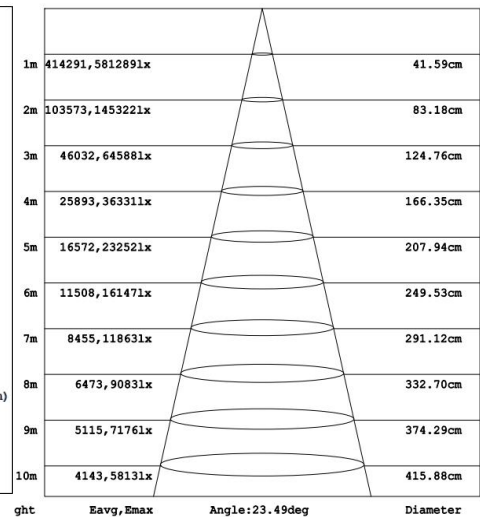 1m 414291,581289lx 41.59cm
2m 103573,145322lx 83.18cm
3m 46032,64588lx 124.76cm
4m 25893,36331lx 166.35cm
5m 16572,23252lx 207.94cm
6m 11508,16147lx 249.53cm
7m 8455,11863lx 291.12cm
8m 6473,9083lx 332.70cm
)
9m 5115,7176lx 374.29cm
10m 4143,5813lx 415.88cm
ght Eavg,Emax Angle:23.49deg Diameter